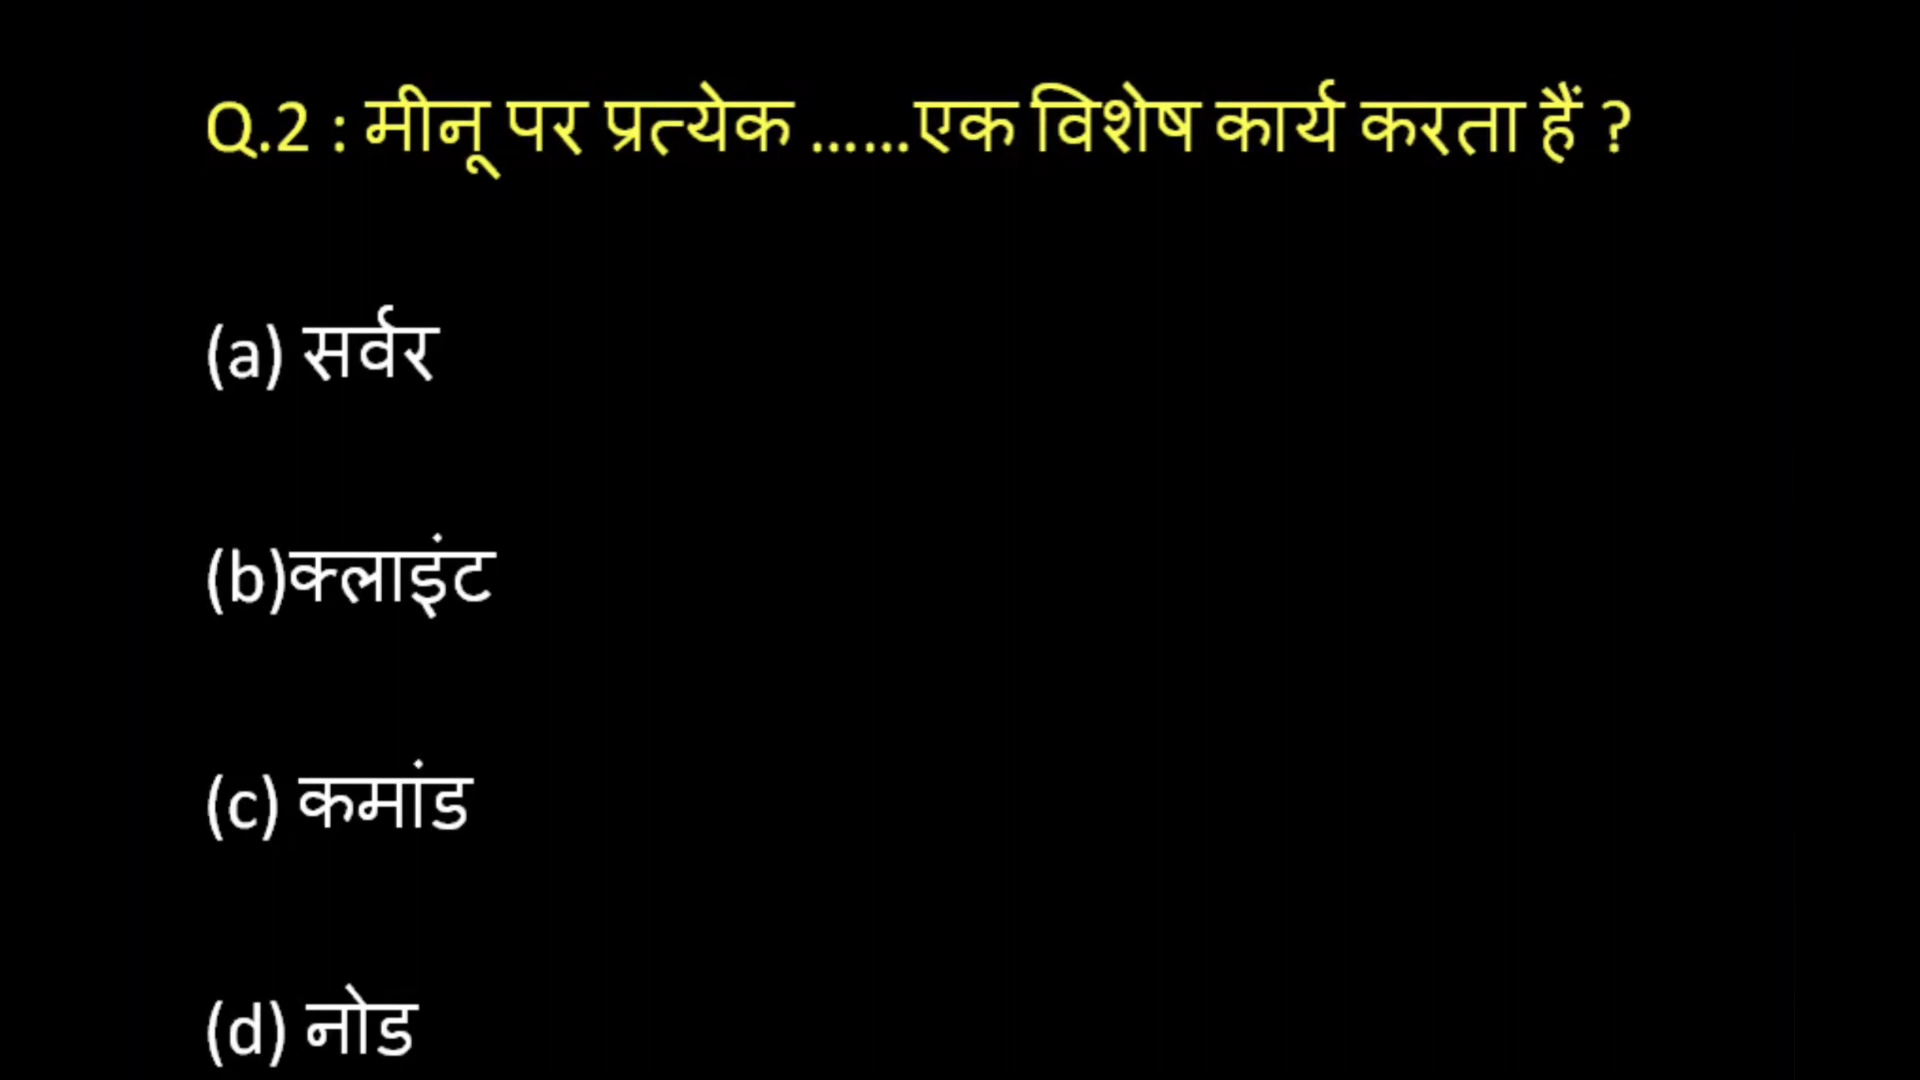 Q.2 : मीनू पर प्रत्येक ......एक विशेष कार्य करता हैं ?
(a) सर्वर
(b)क्लाइंट
(c) कमांड
(d) नोड